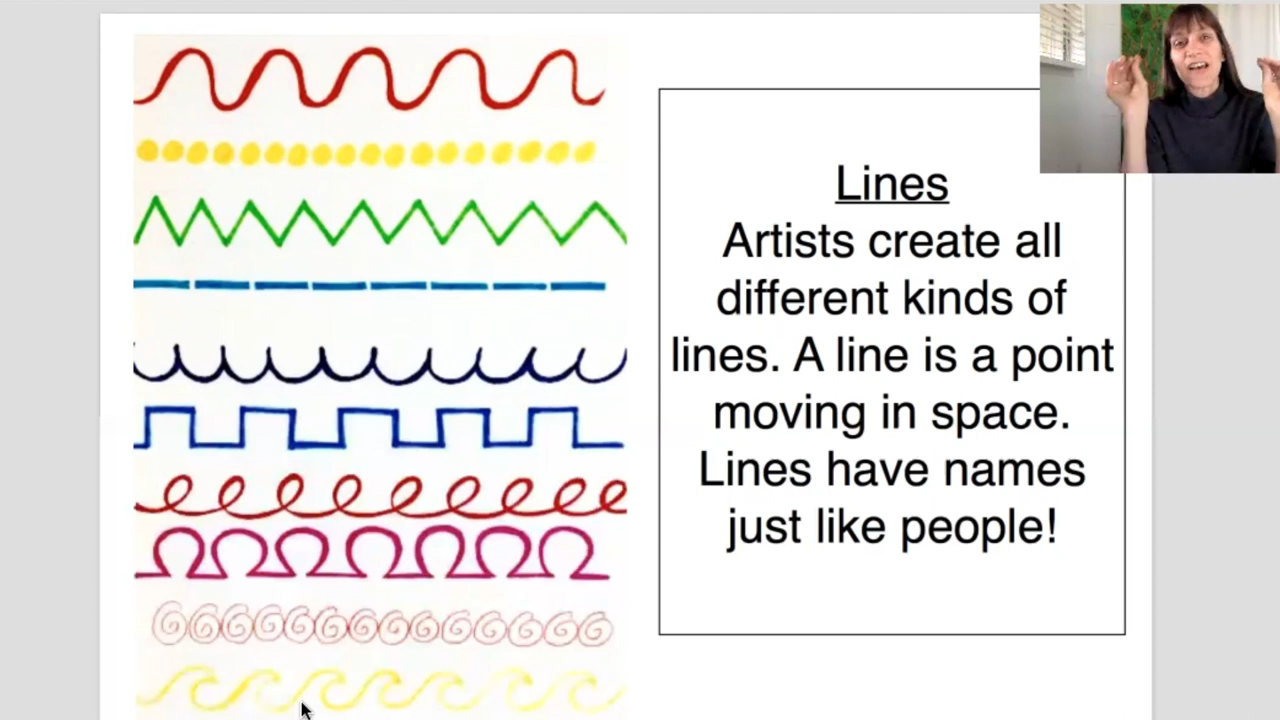 Lines
Artists create all
different kinds of
lines. A line is a point
moving in space.
Lines have names
just like people!